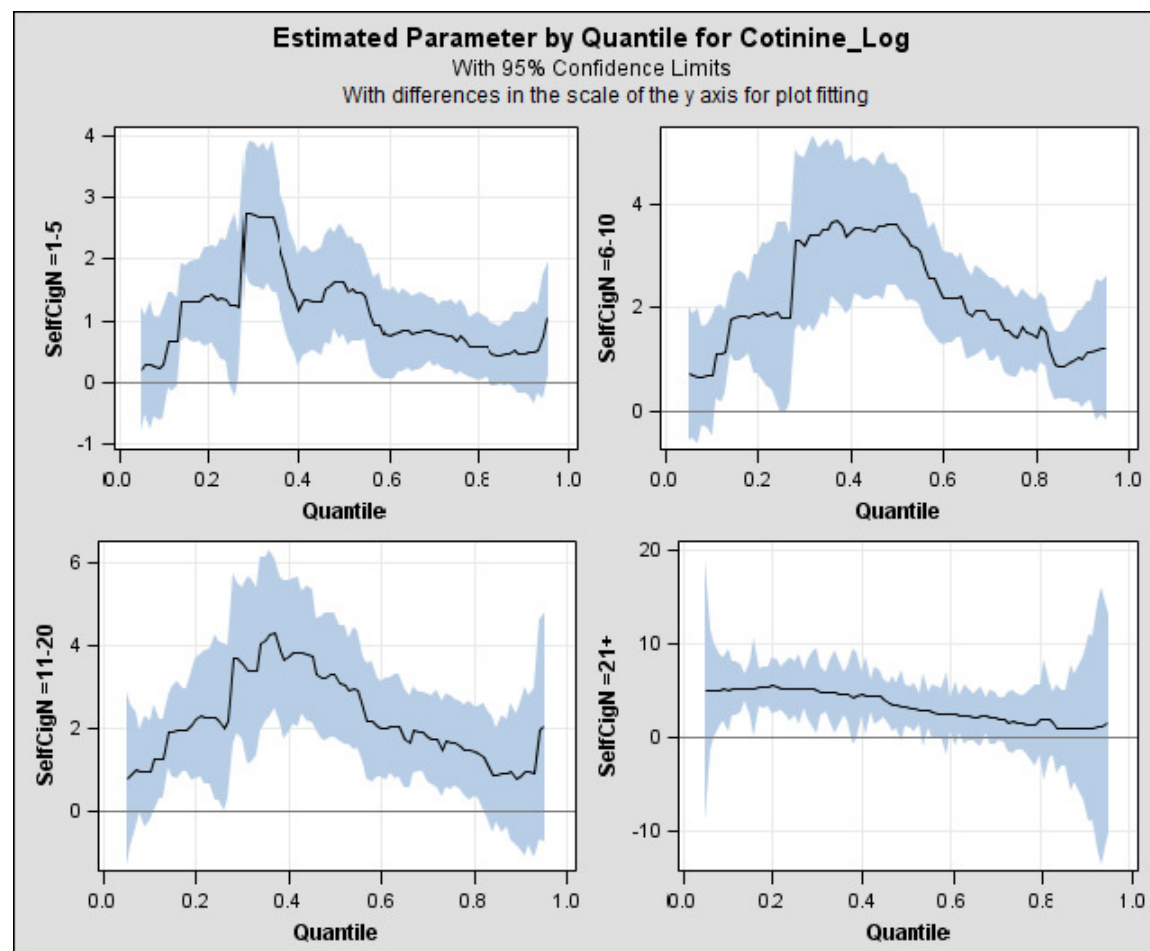 Estimated Parameter by Quantile for Cotinine_Log
With 95% Confidence Limits
With differences in the scale of the y axis for plot fitting
SelfCigN =1-5
4
3
2
1
0
-1
0.0 0.2 0.4 0.6 0.8 1.0
Quantile
SelfCigN =6-10
4
2
0
0.0 0.2 0.4 0.6 0.8 1.0
Quantile
SelfCigN =11-20
6
4
2
0
0.0 0.2 0.4 0.6 0.8 1.0
Quantile
SelfCigN =21+
20
10
0
-10
0.0 0.2 0.4 0.6 0.8 1.0
Quantile